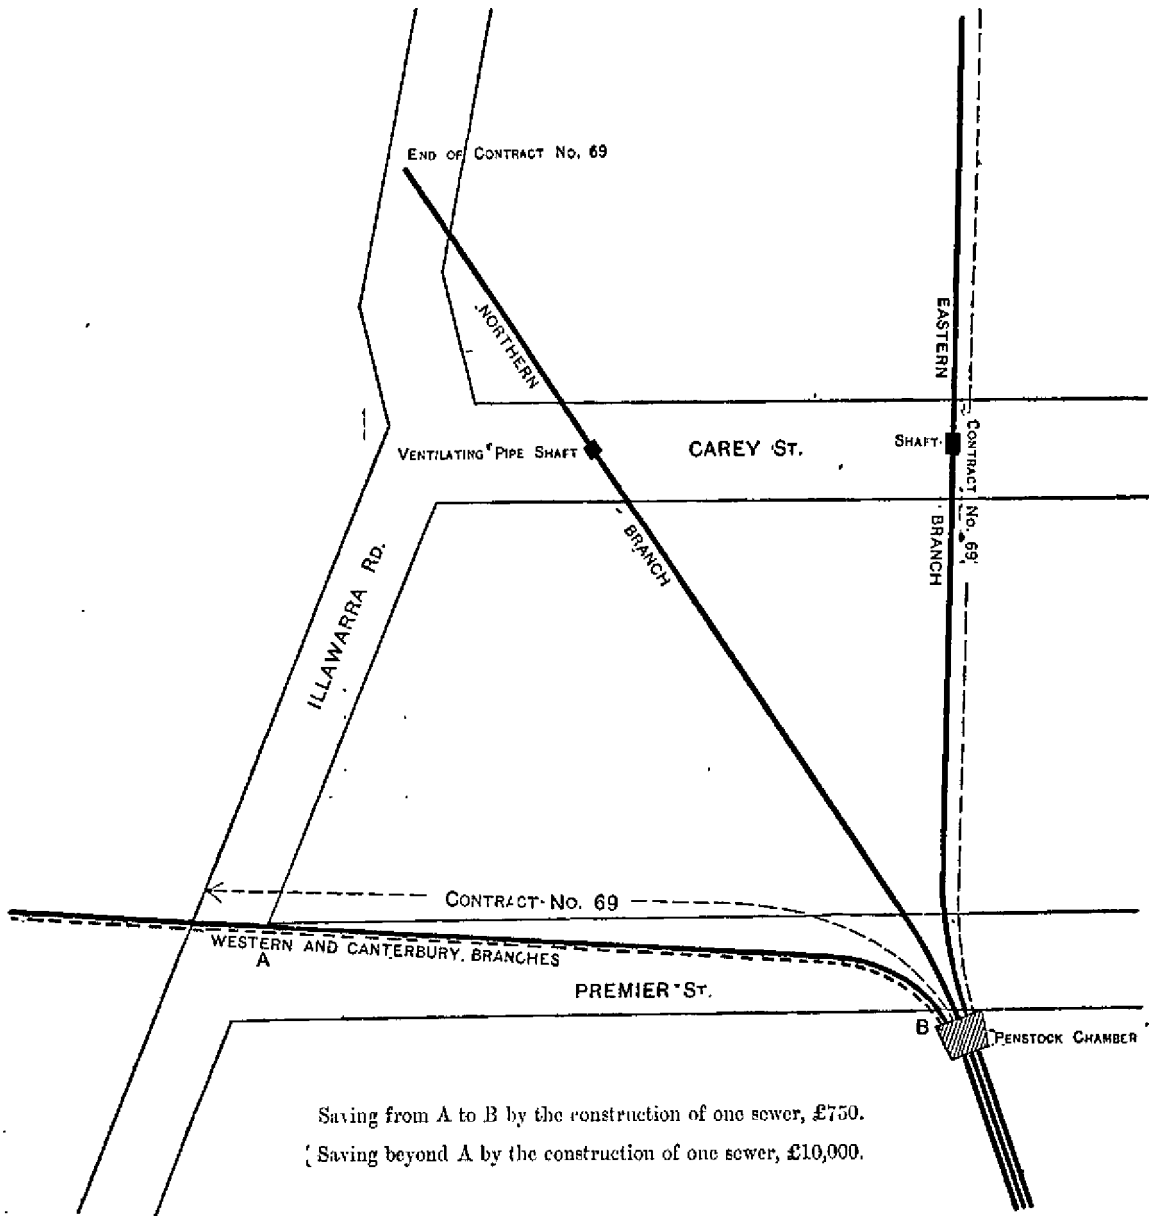 END OF CONTRACT NO. 69
NORTHERN
EASTERN
VENTILATING PIPE SHAFT
CAREY ST.
SHAFT
CONTRACT NO. 69
BRANCH
BRANCH
ILLAWARRA RD.
CONTRACT NO. 69
WESTERN AND CANTERBURY BRANCHES
A
PREMIER ST.
B
PENSTOCK CHAMBER
Saving from A to B by the construction of one sewer, £750.
Saving beyond A by the construction of one sewer, £10,000.